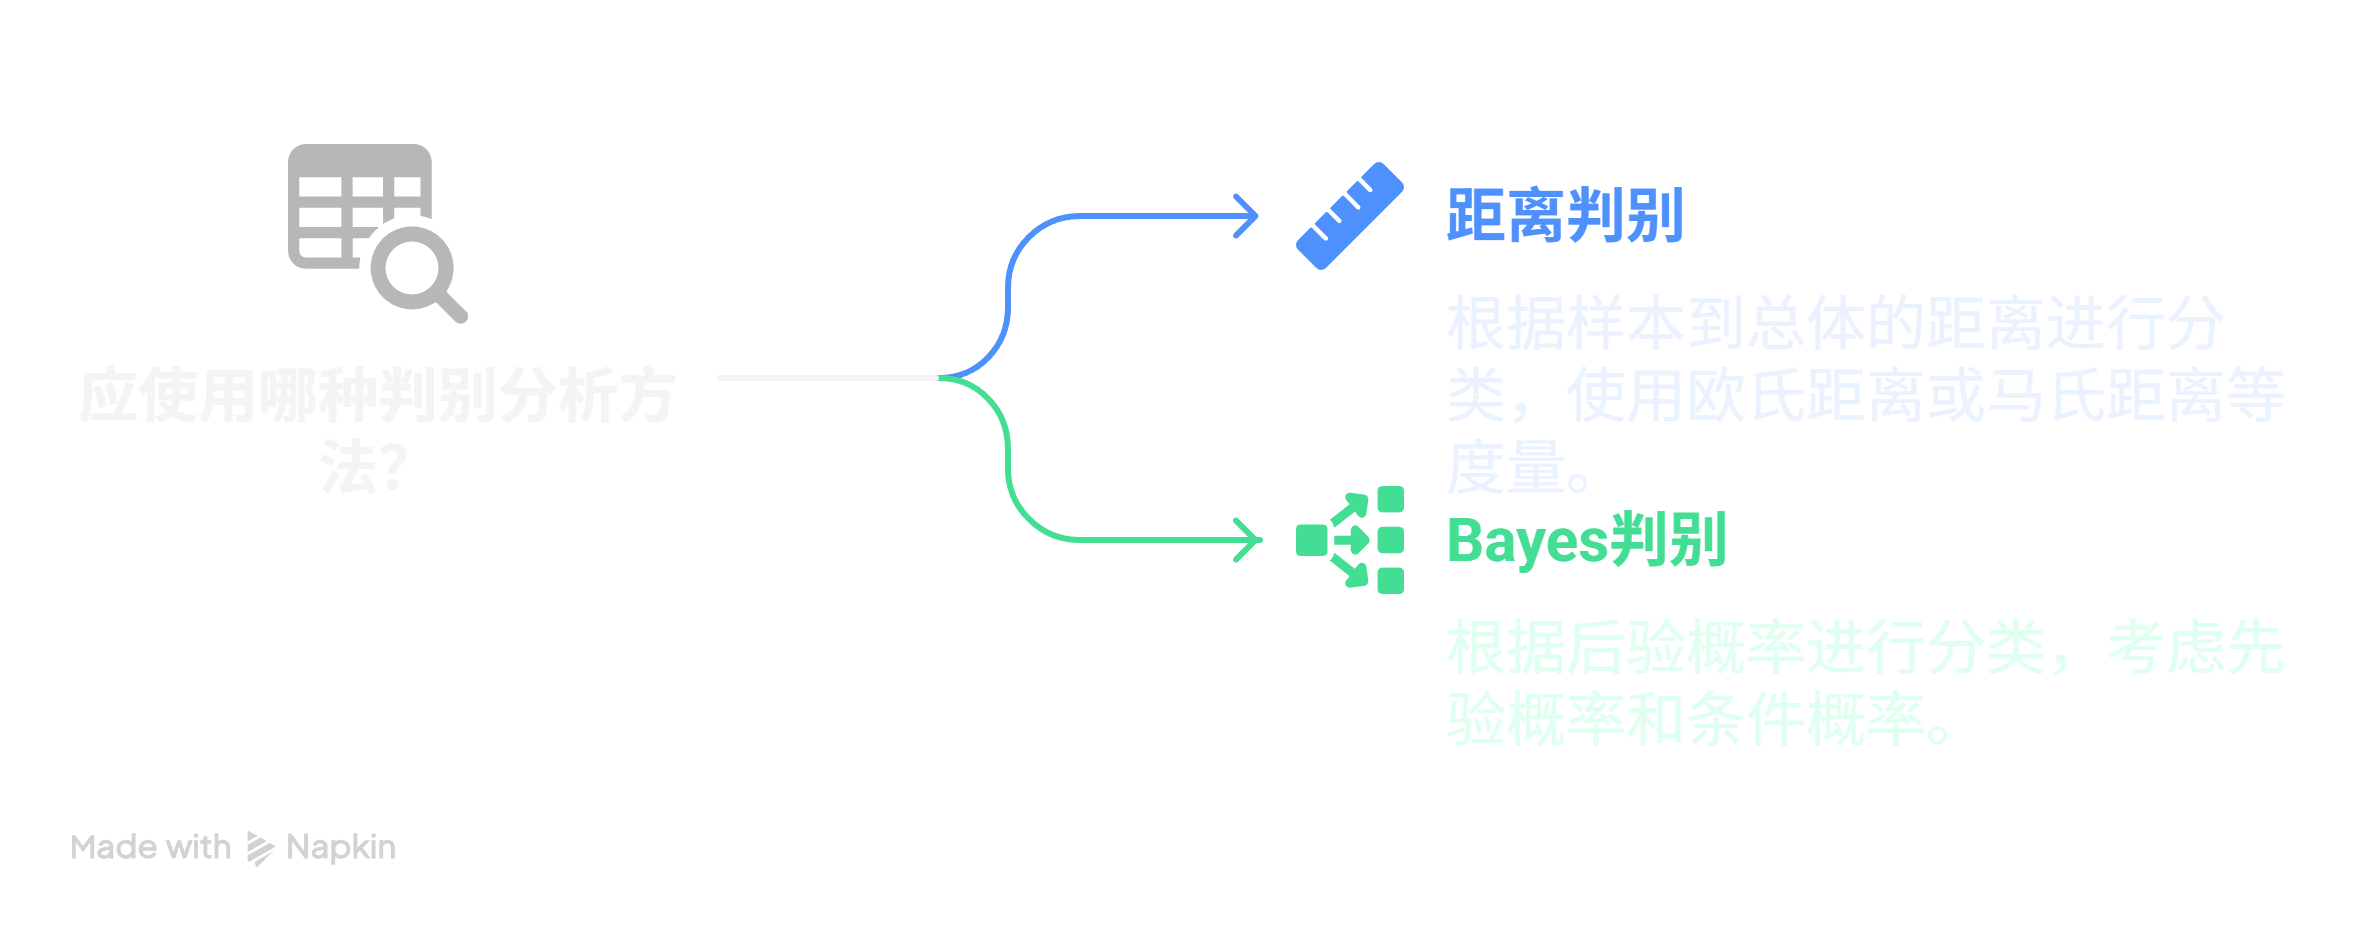 应使用哪种判别分析方
法？
距离判别
根据样本到总体的距离进行分
类，使用欧氏距离或马氏距离等
度量。
Bayes判别
根据后验概率进行分类，考虑先
验概率和条件概率。
Made with Napkin